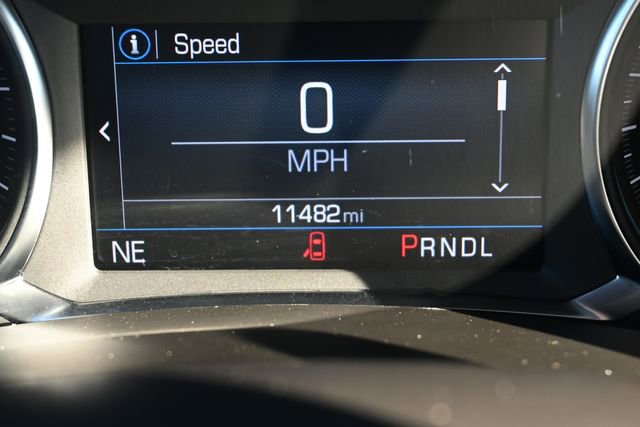 i Speed
0
MPH
11482 mi
NE PRNDL